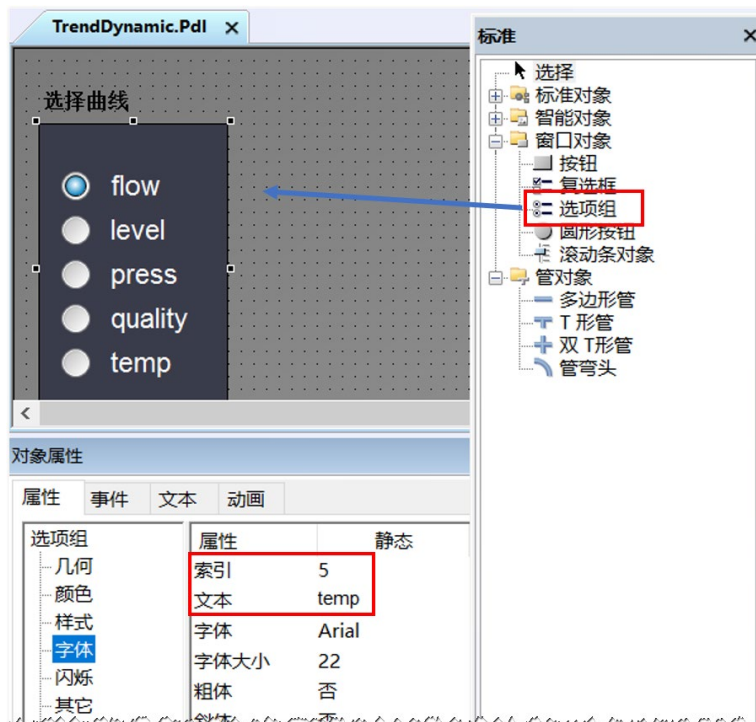 TrendDynamic.Pdl
选择曲线
flow
level
press
quality
temp
标准
选择
标准对象
智能对象
窗口对象
按钮
复选框
选项组
圆形按钮
滚动条对象
管对象
多边形管
T 形管
双 T形管
管弯头
对象属性
属性 事件 文本 动画
选项组
几何
颜色
样式
字体
闪烁
其它
属性 静态
索引 5
文本 temp
字体 Arial
字体大小 22
粗体 否